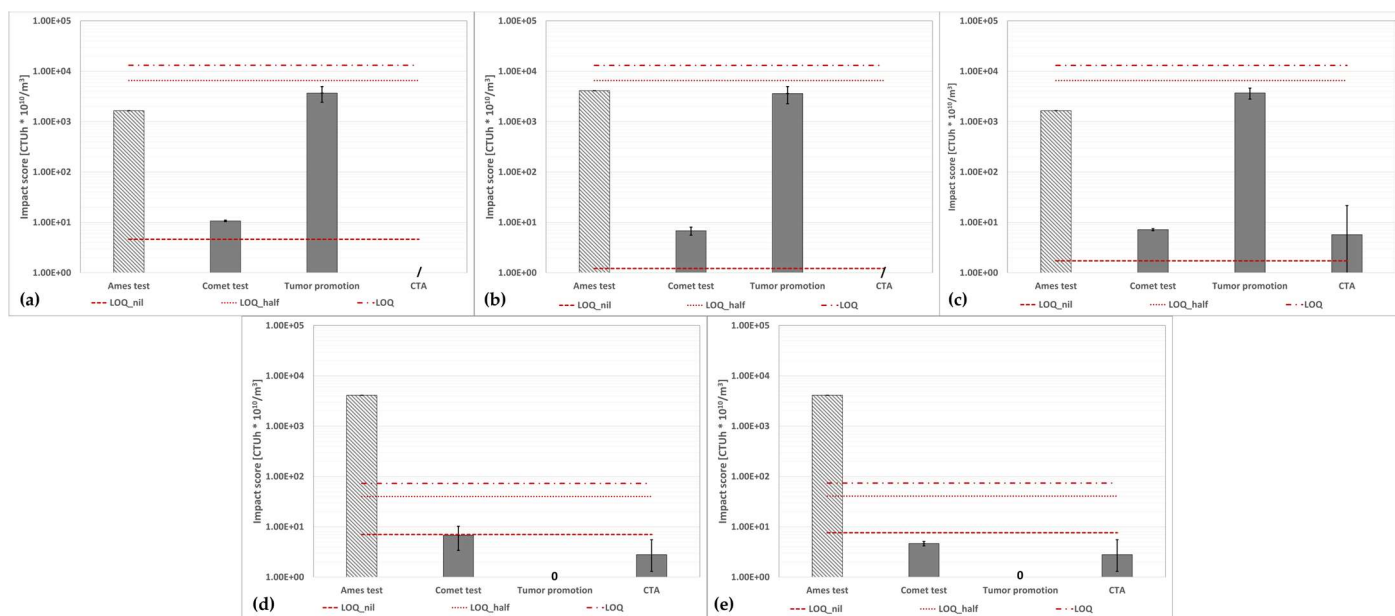 1.00E+05
1.00E+04
1.00E+03
1.00E+02
1.00E+01
1.00E+00
Impact score [CTUh * 10¹⁰/m³]
/
Ames test Comet test Tumor promotion CTA
(a)
LOQ_nil LOQ_half LOQ
1.00E+05
1.00E+04
1.00E+03
1.00E+02
1.00E+01
1.00E+00
Impact score [CTUh * 10¹⁰/m³]
/
Ames test Comet test Tumor promotion CTA
(b)
LOQ_nil LOQ_half LOQ
1.00E+05
1.00E+04
1.00E+03
1.00E+02
1.00E+01
1.00E+00
Impact score [CTUh * 10¹⁰/m³]
Ames test Comet test Tumor promotion CTA
(c)
LOQ_nil LOQ_half LOQ
1.00E+05
1.00E+04
1.00E+03
1.00E+02
1.00E+01
1.00E+00
Impact score [CTUh * 10¹⁰/m³]
0
Ames test Comet test Tumor promotion CTA
(d)
LOQ_nil LOQ_half LOQ
1.00E+05
1.00E+04
1.00E+03
1.00E+02
1.00E+01
1.00E+00
Impact score [CTUh * 10¹⁰/m³]
0
Ames test Comet test Tumor promotion CTA
(e)
LOQ_nil LOQ_half LOQ